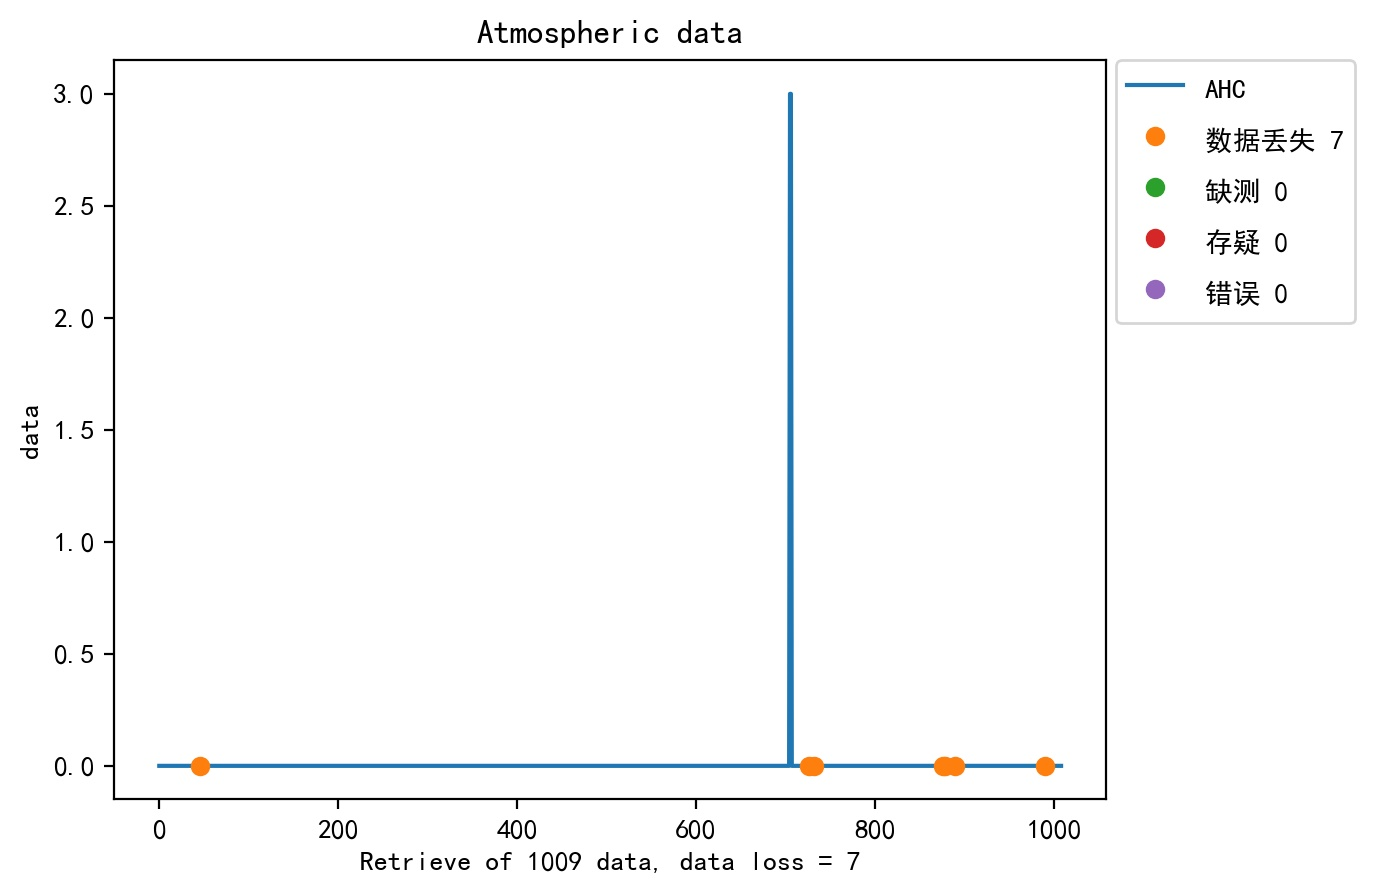 Atmospheric data
AHC
数据丢失 7
缺测 0
存疑 0
错误 0
3.0
2.5
2.0
1.5
1.0
0.5
0.0
data
0 200 400 600 800 1000
Retrieve of 1009 data, data loss = 7